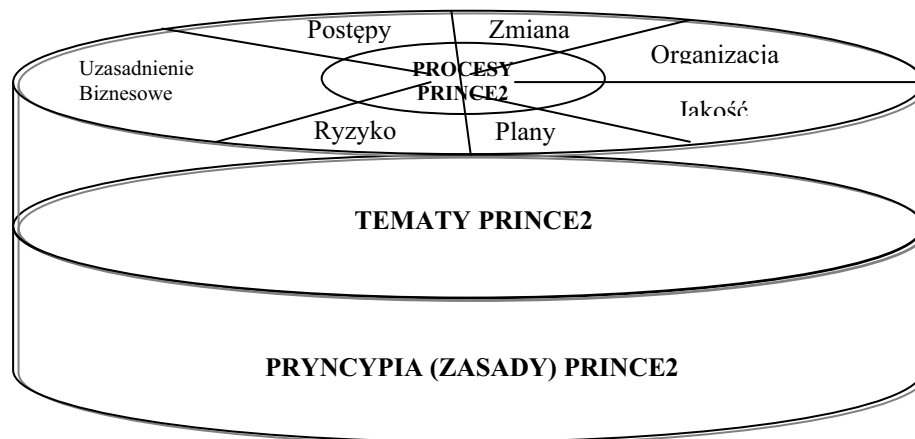 Postępy
Zmiana
Organizacja
Uzasadnienie
Biznesowe
PROCESY
PRINCE2
Jakość
Ryzyko
Plany
TEMATY PRINCE2
PRYNCYPIA (ZASADY) PRINCE2